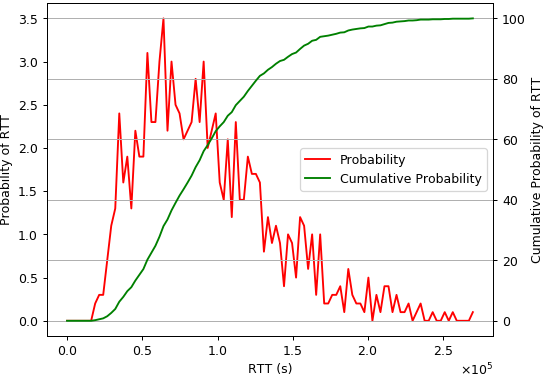 3.5
3.0
2.5
2.0
1.5
1.0
0.5
0.0
Probability of RTT
100
80
60
40
20
0
Cumulative Probability of RTT
Probability
Cumulative Probability
0.0 0.5 1.0 1.5 2.0 2.5
×10⁵
RTT (s)